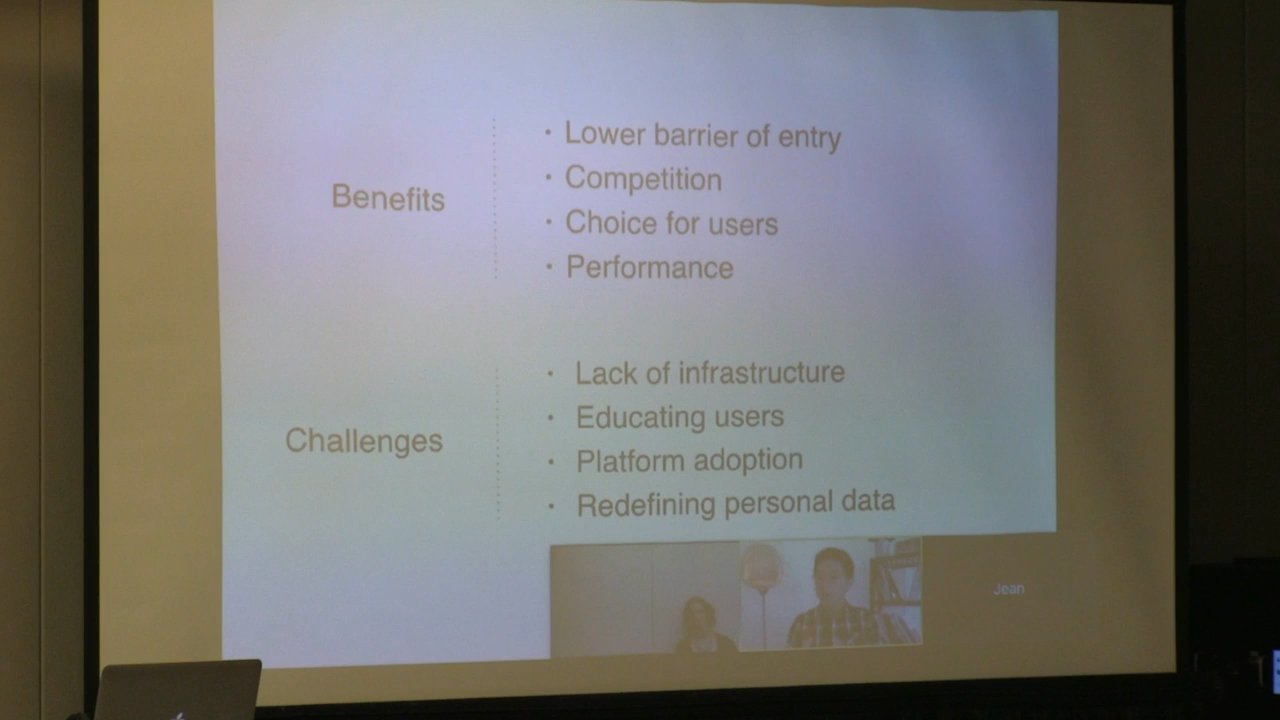 Benefits
· Lower barrier of entry
· Competition
· Choice for users
· Performance
Challenges
· Lack of infrastructure
· Educating users
· Platform adoption
· Redefining personal data
Jean